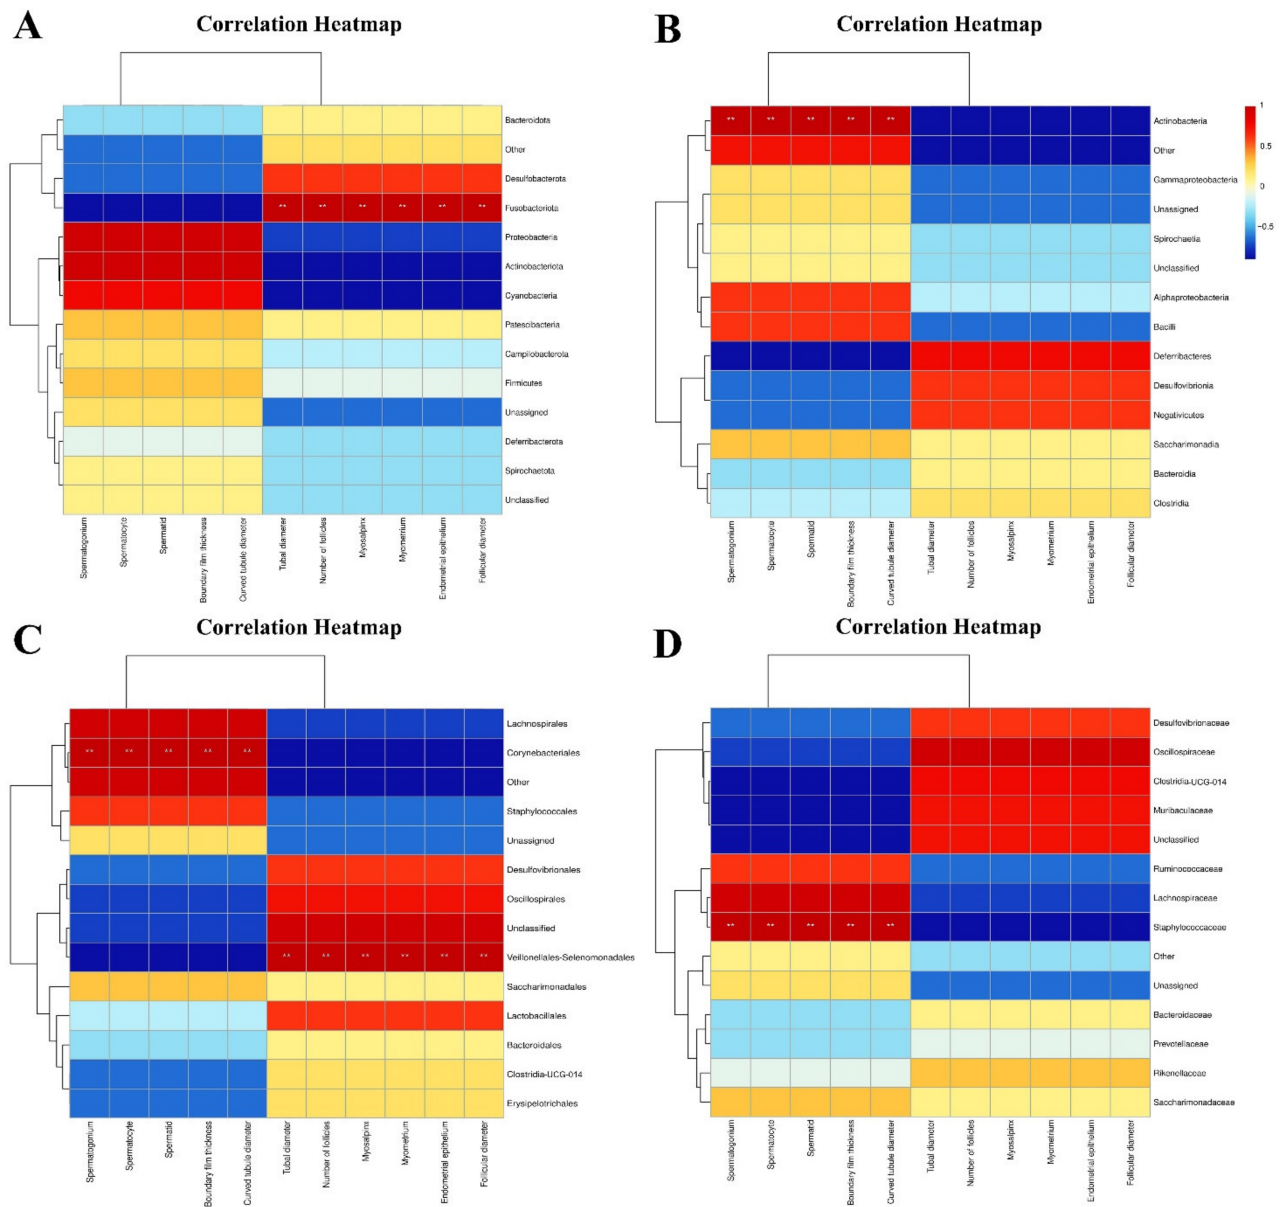 A
Correlation Heatmap
Bacteroidota
Other
Desulfobacterota
Fusobacteriota
** ** ** ** ** **
Proteobacteria
Actinobacteriota
Cyanobacteria
Patescibacteria
Campilobacterota
Firmicutes
Unassigned
Deferribacterota
Spirochaetota
Unclassified
Spermatogonium
Spermatocyte
Spermatid
Boundary film thickness
Curved tubule diameter
Tubal diameter
Number of follicles
Myosalpinx
Myometrium
Endometrial epithelium
Follicular diameter
B
Correlation Heatmap
** ** ** ** **
Actinobacteria
Other
Gammaproteobacteria
Unassigned
Spirochaetia
Unclassified
Alphaproteobacteria
Bacilli
Deferribacteres
Desulfovibrionia
Negativicutes
Saccharimonadia
Bacteroidia
Clostridia
1
0.5
0
−0.5
Spermatogonium
Spermatocyte
Spermatid
Boundary film thickness
Curved tubule diameter
Tubal diameter
Number of follicles
Myosalpinx
Myometrium
Endometrial epithelium
Follicular diameter
C
Correlation Heatmap
Lachnospirales
** ** ** ** **
Corynebacteriales
Other
Staphylococcales
Unassigned
Desulfovibrionales
Oscillospirales
Unclassified
** ** ** ** ** **
Veillonellales-Selenomonadales
Saccharimonadales
Lactobacillales
Bacteroidales
Clostridia-UCG-014
Erysipelotrichales
Spermatogonium
Spermatocyte
Spermatid
Boundary film thickness
Curved tubule diameter
Tubal diameter
Number of follicles
Myosalpinx
Myometrium
Endometrial epithelium
Follicular diameter
D
Correlation Heatmap
Desulfovibrionaceae
Oscillospiraceae
Clostridia-UCG-014
Muribaculaceae
Unclassified
Ruminococcaceae
Lachnospiraceae
** ** ** ** **
Staphylococcaceae
Other
Unassigned
Bacteroidaceae
Prevotellaceae
Rikenellaceae
Saccharimonadaceae
Spermatogonium
Spermatocyte
Spermatid
Boundary film thickness
Curved tubule diameter
Tubal diameter
Number of follicles
Myosalpinx
Myometrium
Endometrial epithelium
Follicular diameter